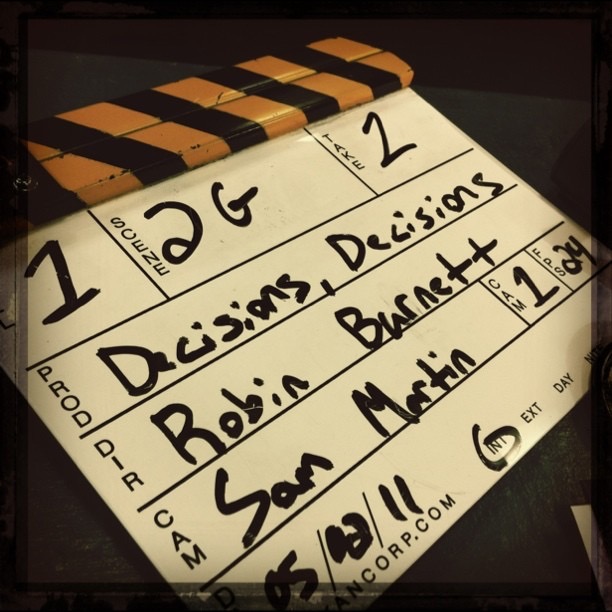 1 SCENE 2G TAKE 2
PROD Decisions, Decisions
DIR Robin Burnett
CAM Sam Martin CAM 1 FPS 24
INT EXT DAY
05/ /11
ANCORP.COM